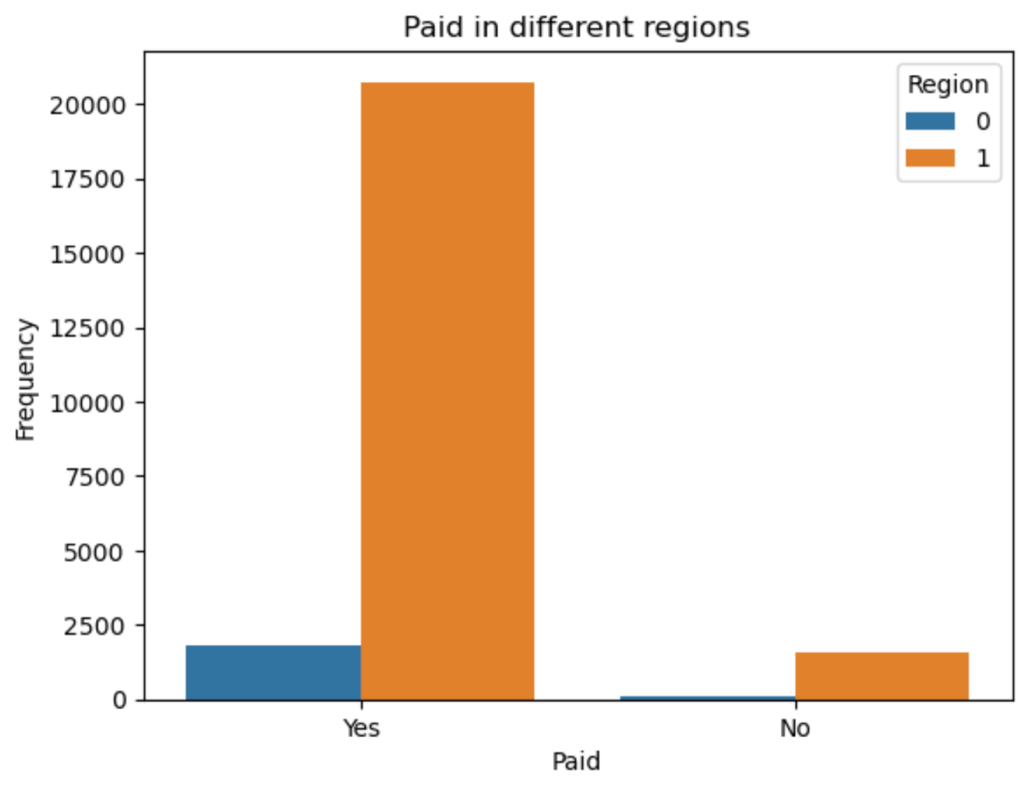 Paid in different regions
Region
0
1
20000
17500
15000
12500
10000
7500
5000
2500
0
Frequency
Yes
No
Paid